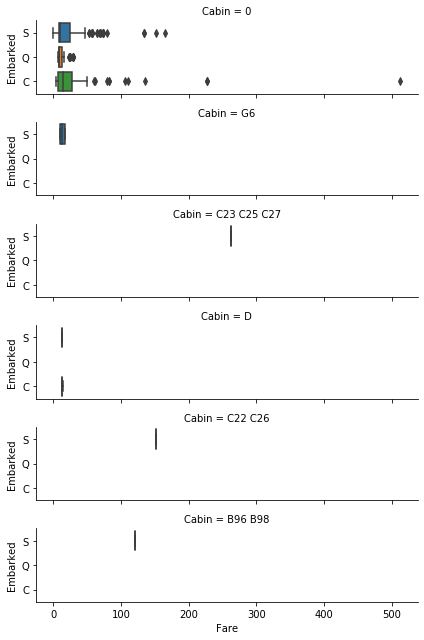 Cabin = 0
Embarked
S
Q
C
Cabin = G6
Embarked
S
Q
C
Cabin = C23 C25 C27
Embarked
S
Q
C
Cabin = D
Embarked
S
Q
C
Cabin = C22 C26
Embarked
S
Q
C
Cabin = B96 B98
Embarked
S
Q
C
0 100 200 300 400 500
Fare